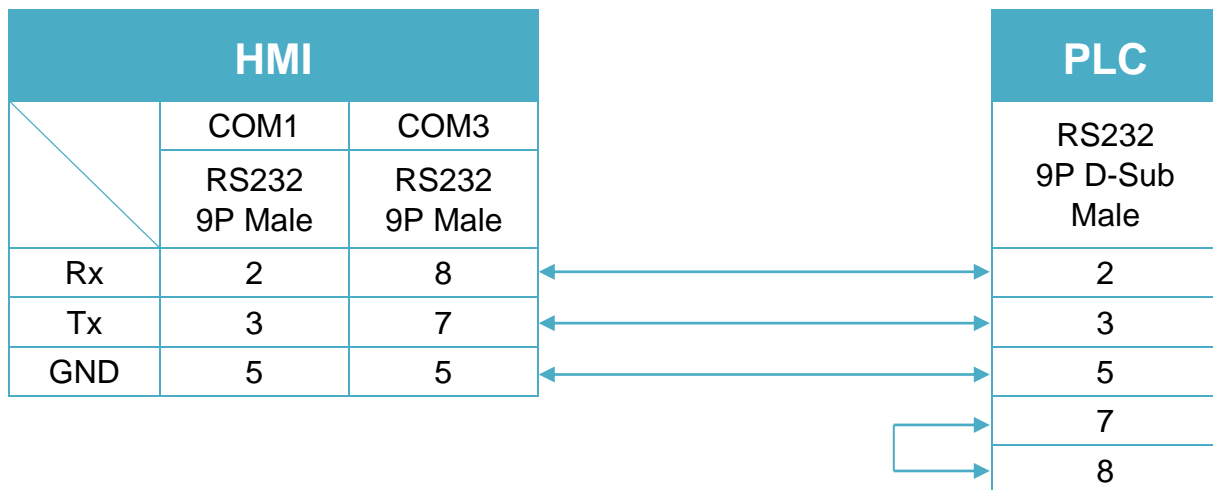 HMI
PLC
COM1 COM3
RS232
9P Male
RS232
9P Male
RS232
9P D-Sub
Male
Rx 2 8 2
Tx 3 7 3
GND 5 5 5
7
8